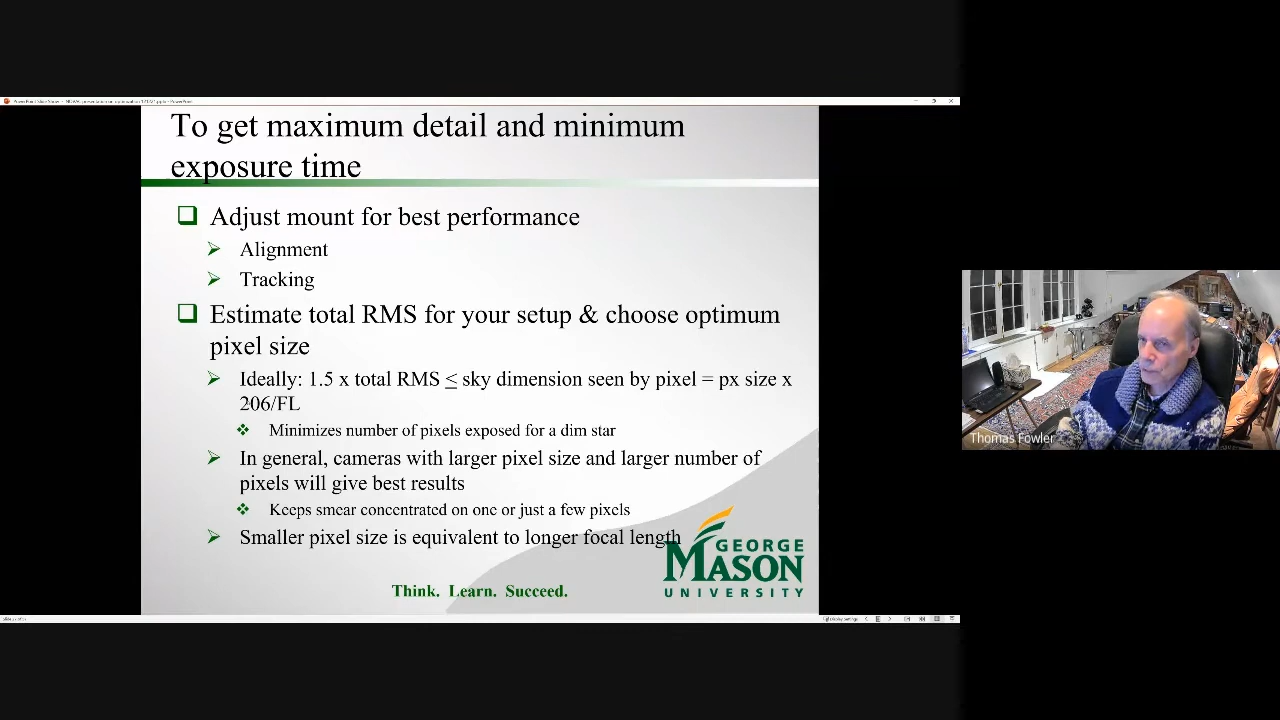 To get maximum detail and minimum
exposure time
Adjust mount for best performance
Alignment
Tracking
Estimate total RMS for your setup & choose optimum
pixel size
Ideally: 1.5 x total RMS ≤ sky dimension seen by pixel = px size x
206/FL
Minimizes number of pixels exposed for a dim star
In general, cameras with larger pixel size and larger number of
pixels will give best results
Keeps smear concentrated on one or just a few pixels
Smaller pixel size is equivalent to longer focal length
GEORGE
MASON
UNIVERSITY
Think. Learn. Succeed.
Thomas Fowler
Display Settings